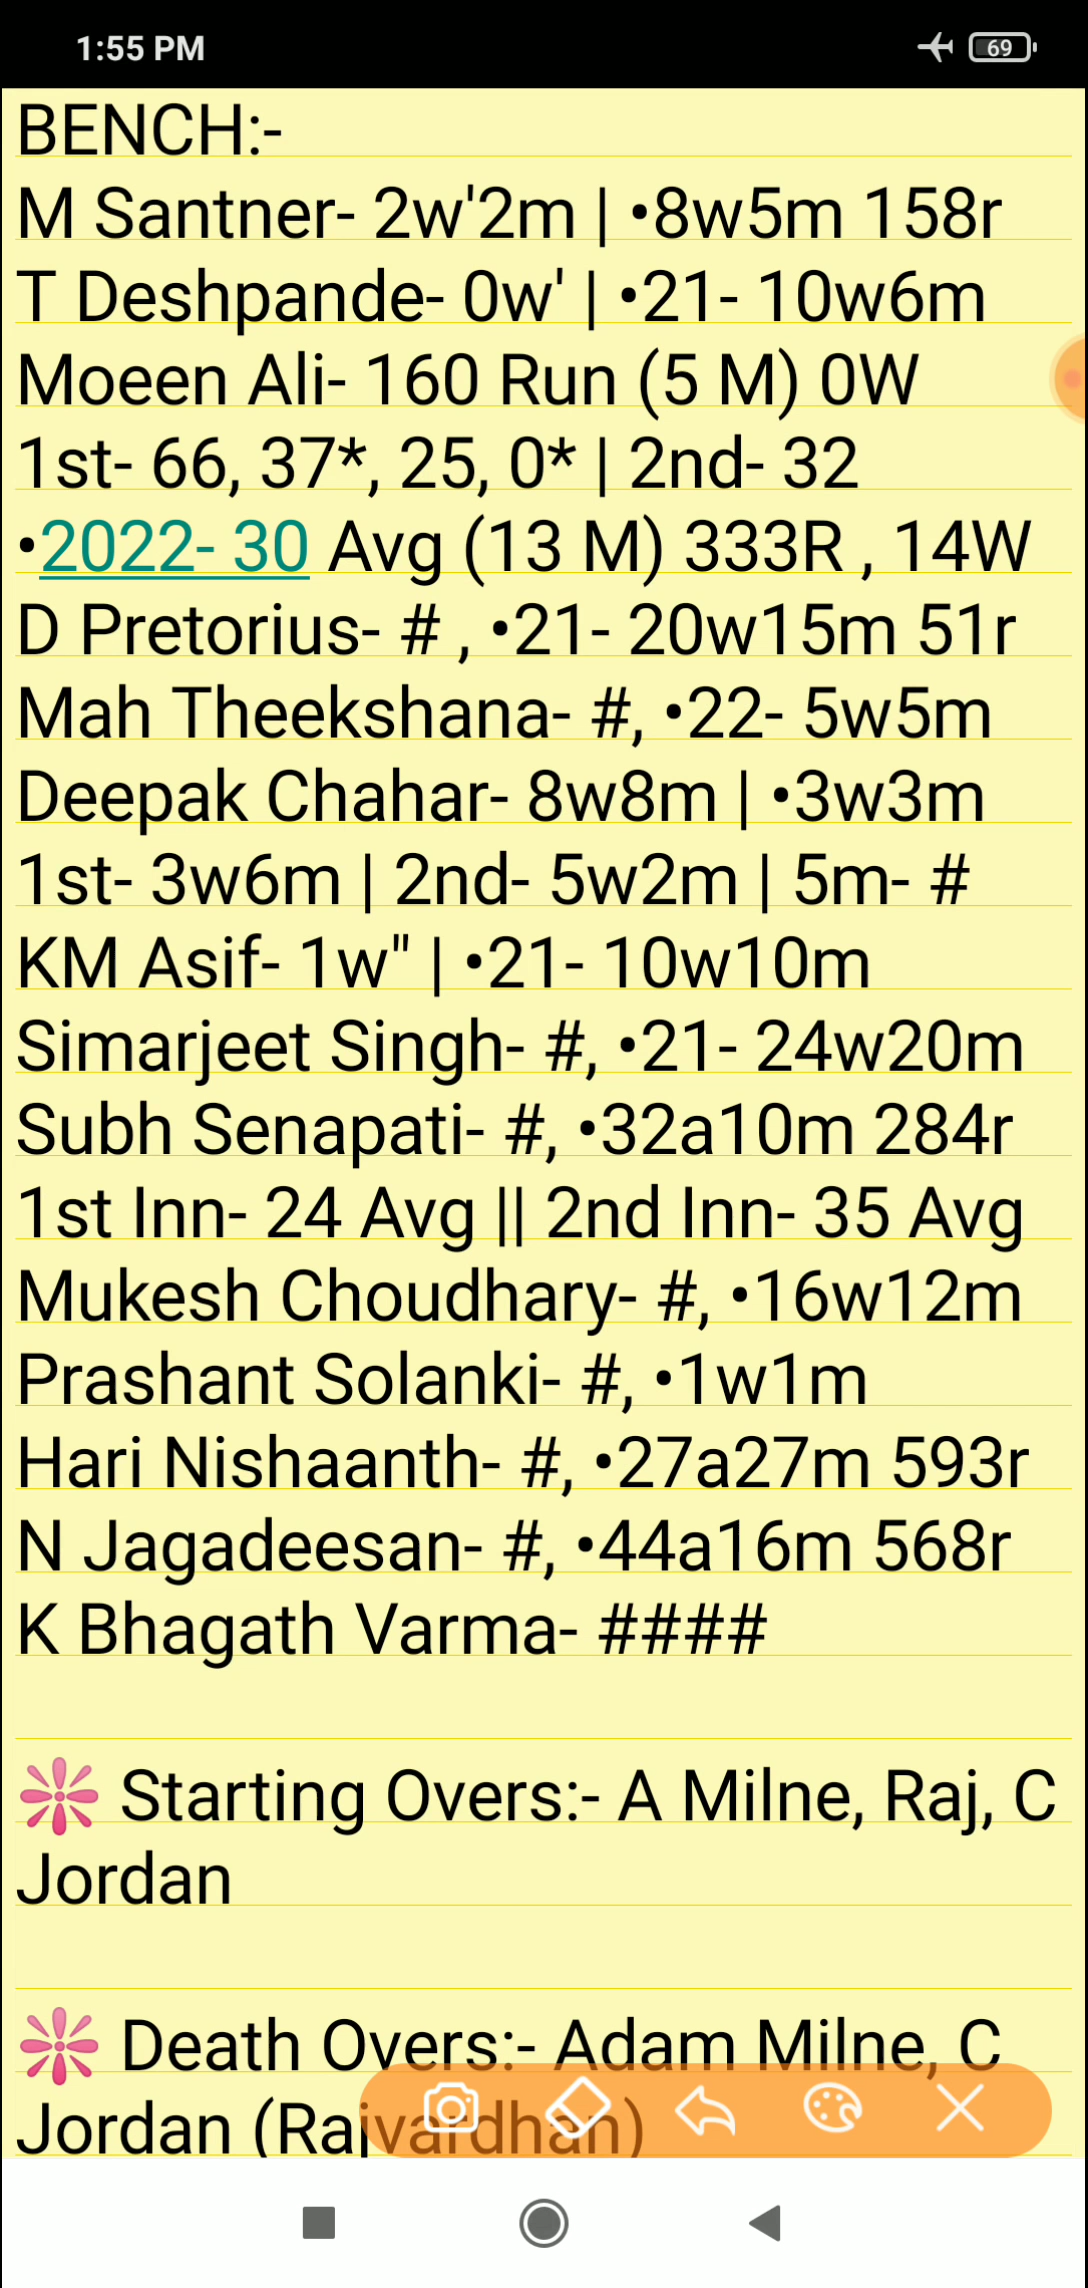 1:55 PM
69
BENCH:-
M Santner- 2w'2m | •8w5m 158r
T Deshpande- 0w' | •21- 10w6m
Moeen Ali- 160 Run (5 M) 0W
1st- 66, 37*, 25, 0* | 2nd- 32
•2022- 30 Avg (13 M) 333R , 14W
D Pretorius- # , •21- 20w15m 51r
Mah Theekshana- #, •22- 5w5m
Deepak Chahar- 8w8m | •3w3m
1st- 3w6m | 2nd- 5w2m | 5m- #
KM Asif- 1w" | •21- 10w10m
Simarjeet Singh- #, •21- 24w20m
Subh Senapati- #, •32a10m 284r
1st Inn- 24 Avg || 2nd Inn- 35 Avg
Mukesh Choudhary- #, •16w12m
Prashant Solanki- #, •1w1m
Hari Nishaanth- #, •27a27m 593r
N Jagadeesan- #, •44a16m 568r
K Bhagath Varma- ####
Starting Overs:- A Milne, Raj, C
Jordan
Death Overs:- Adam Milne, C
Jordan (Rajvardhan)